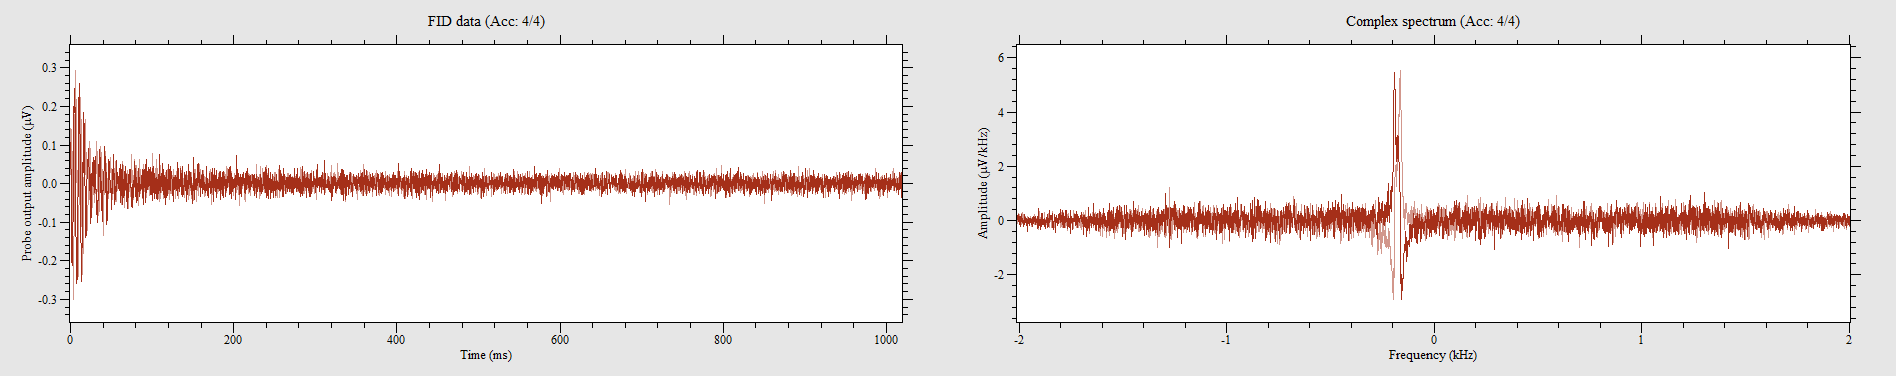 FID data (Acc: 4/4)
Probe output amplitude (µV)
0.3
0.2
0.1
0.0
-0.1
-0.2
-0.3
0 200 400 600 800 1000
Time (ms)
Complex spectrum (Acc: 4/4)
Amplitude (µV/kHz)
6
4
2
0
-2
-2 -1 0 1 2
Frequency (kHz)